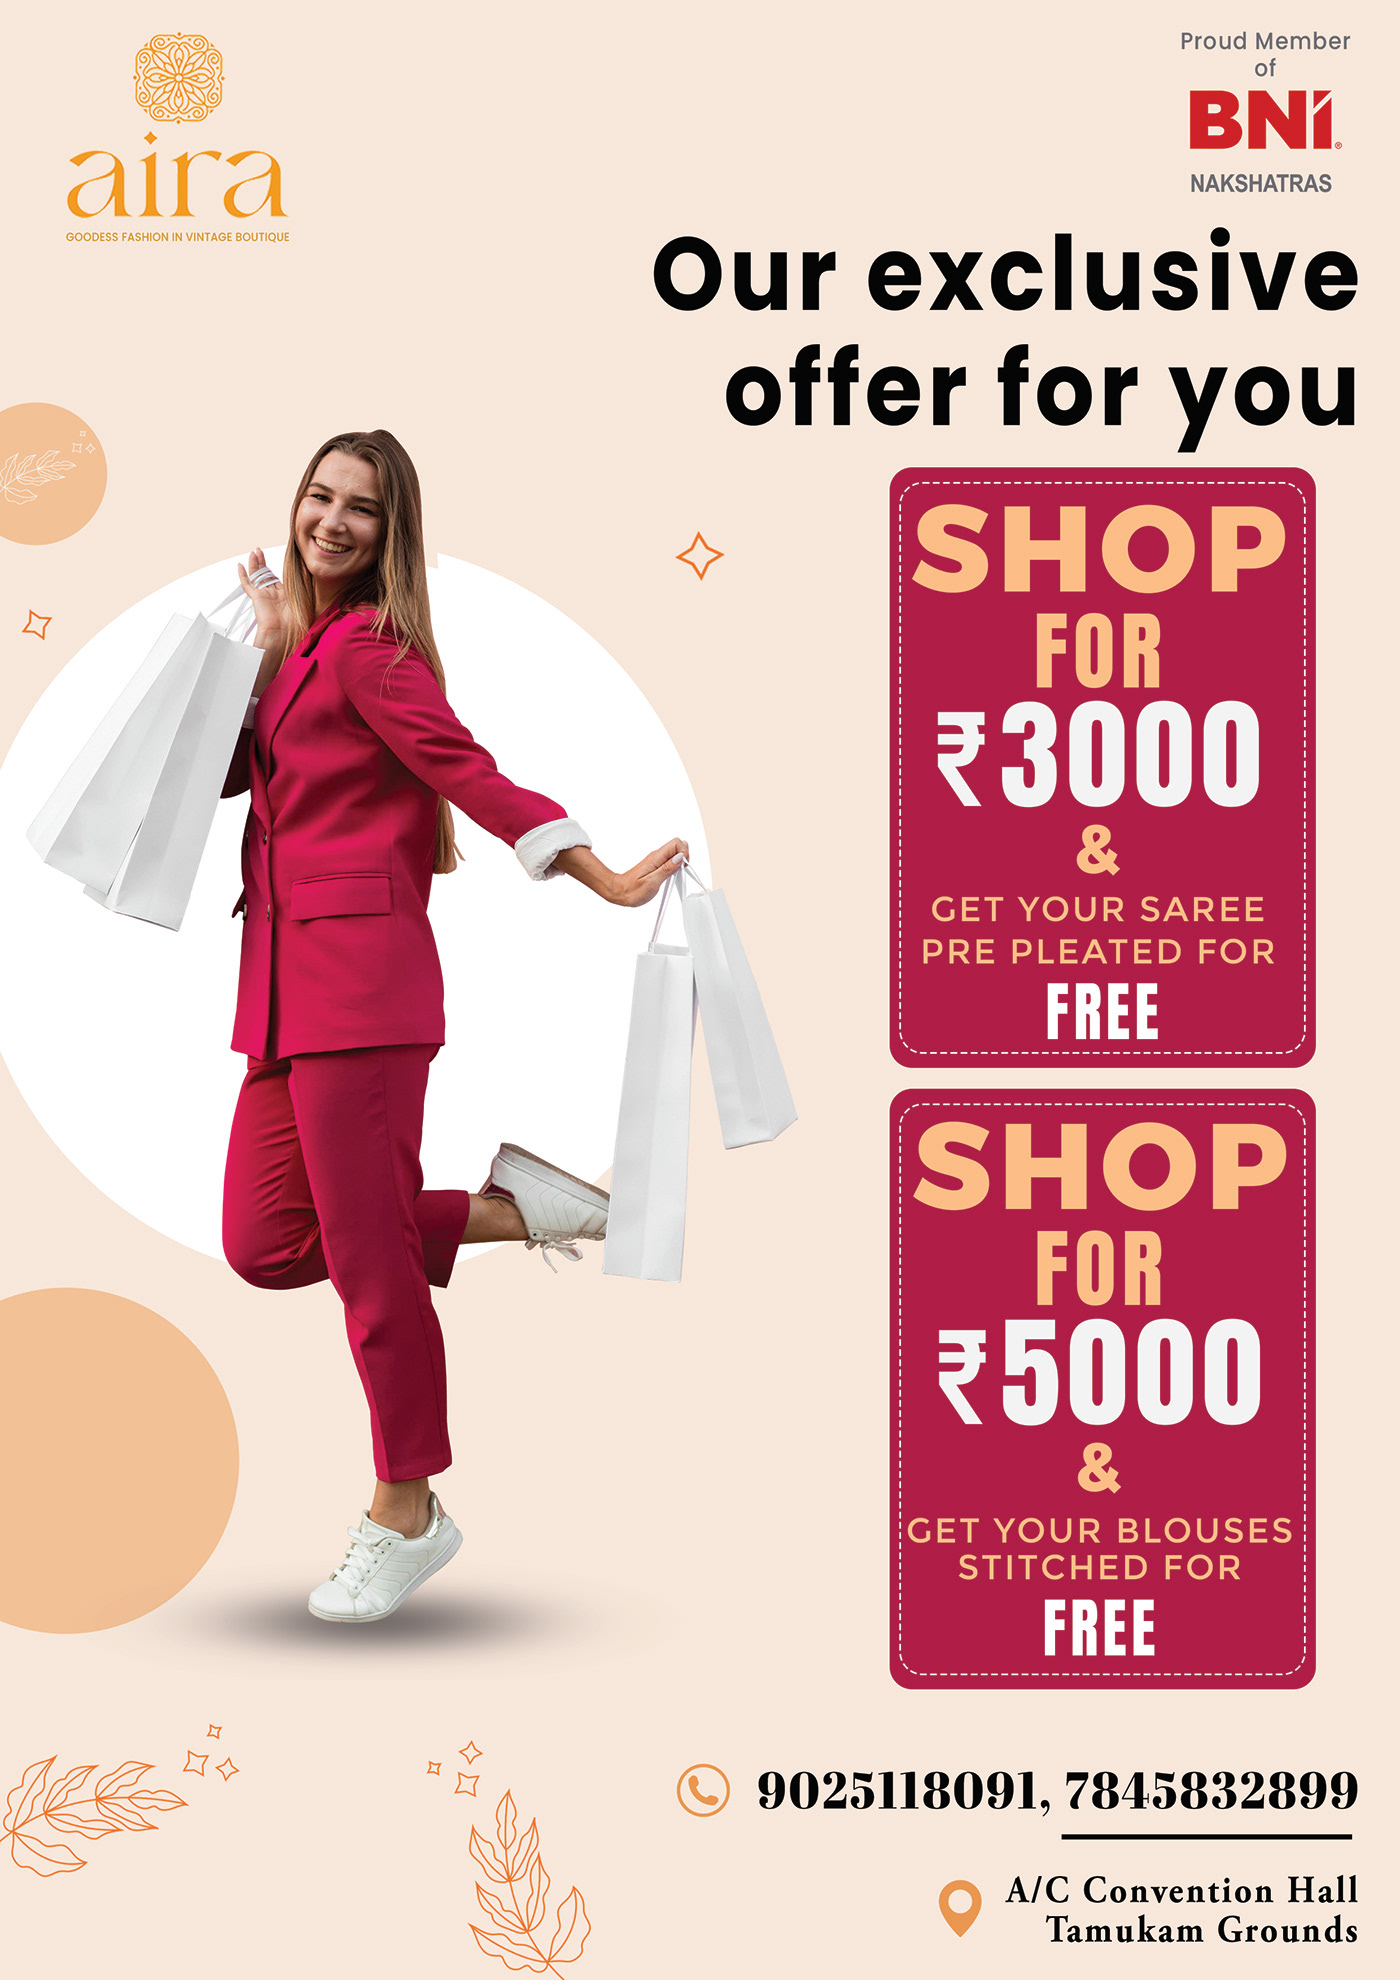 aira
GOODESS FASHION IN VINTAGE BOUTIQUE
Proud Member
of
BNI®
NAKSHATRAS
Our exclusive
offer for you
SHOP
FOR
₹3000
&
GET YOUR SAREE
PRE PLEATED FOR
FREE
SHOP
FOR
₹5000
&
GET YOUR BLOUSES
STITCHED FOR
FREE
9025118091, 7845832899
A/C Convention Hall
Tamukam Grounds